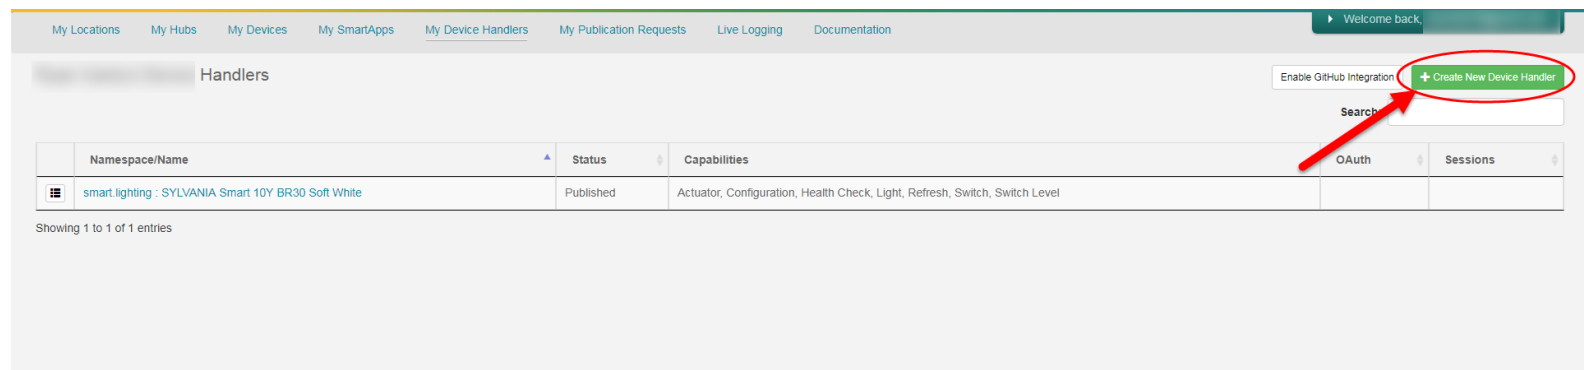 Welcome back,
My Locations My Hubs My Devices My SmartApps My Device Handlers My Publication Requests Live Logging Documentation
Handlers
Enable GitHub Integration
Create New Device Handler
Search
Namespace/Name Status Capabilities OAuth Sessions
smart.lighting : SYLVANIA Smart 10Y BR30 Soft White Published Actuator, Configuration, Health Check, Light, Refresh, Switch, Switch Level
Showing 1 to 1 of 1 entries